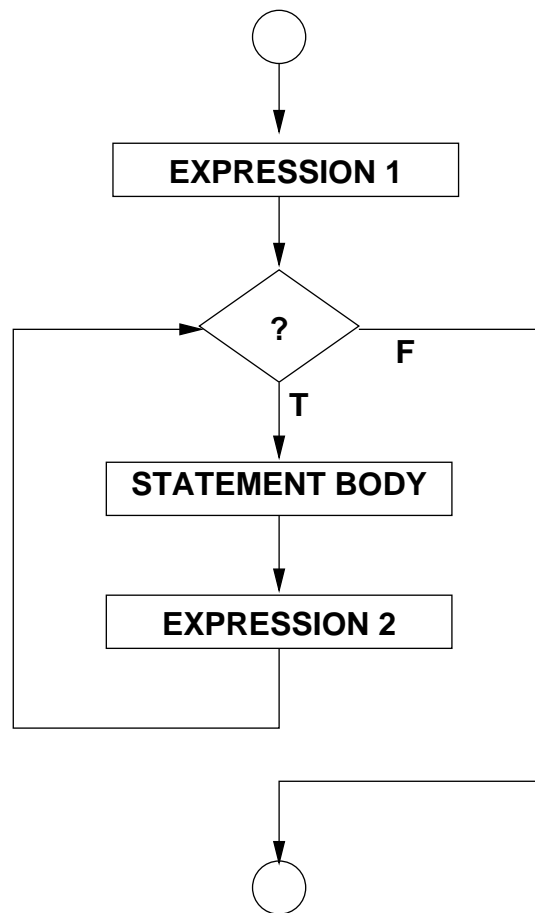 EXPRESSION 1
?
F
T
STATEMENT BODY
EXPRESSION 2